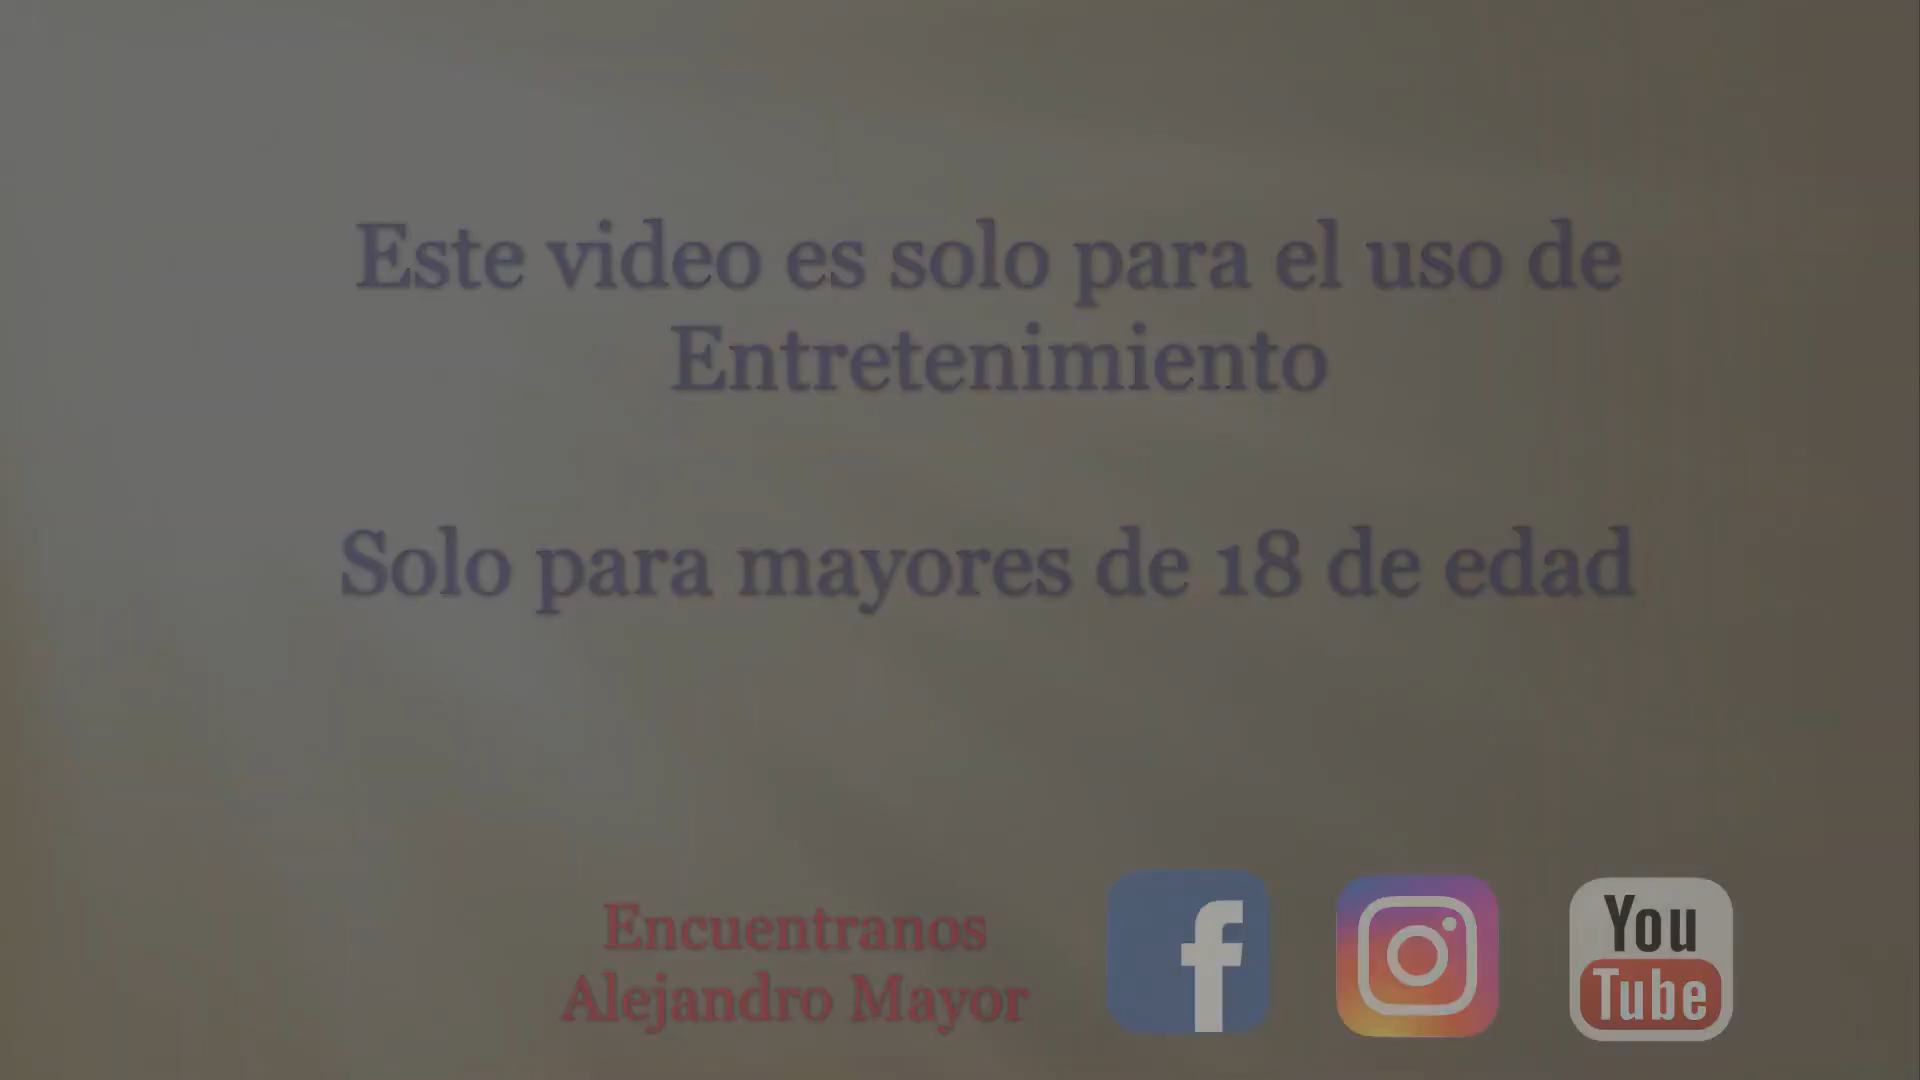 Este video es solo para el uso de
Entretenimiento
Solo para mayores de 18 de edad
Encuentranos
Alejandro Mayor
You
Tube